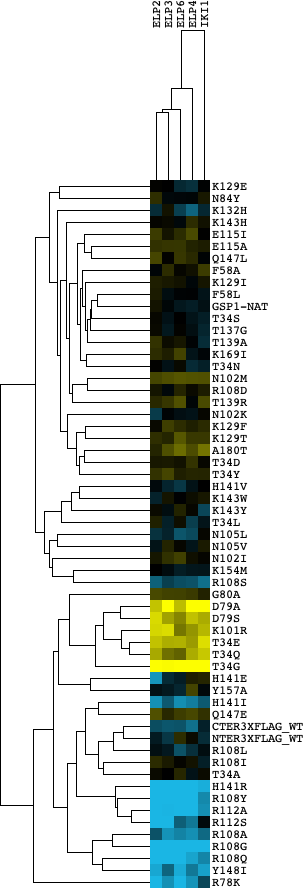 ELP2
ELP3
ELP6
ELP4
IKI1
K129E
N84Y
K132H
K143H
E115I
E115A
Q147L
F58A
K129I
F58L
GSP1-NAT
T34S
T137G
T139A
K169I
T34N
N102M
R108D
T139R
N102K
K129F
K129T
A180T
T34D
T34Y
H141V
K143W
K143Y
T34L
N105L
N105V
N102I
K154M
R108S
G80A
D79A
D79S
K101R
T34E
T34Q
T34G
H141E
Y157A
H141I
Q147E
CTER3XFLAG_WT
NTER3XFLAG_WT
R108L
R108I
T34A
H141R
R108Y
R112A
R112S
R108A
R108G
R108Q
Y148I
R78K